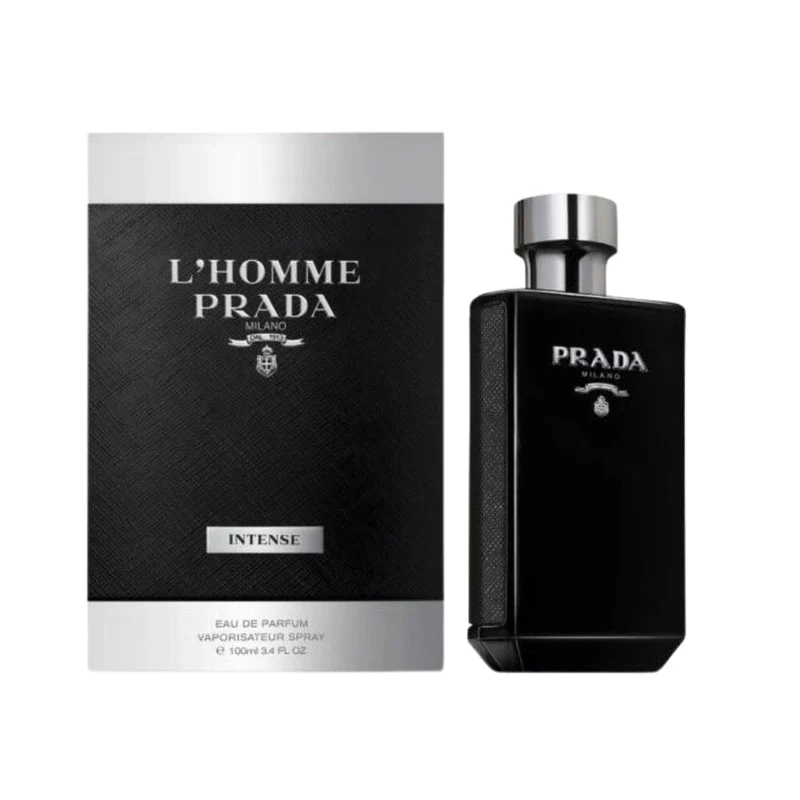 L'HOMME
PRADA
MILANO
DAL 1913
INTENSE
EAU DE PARFUM
VAPORISATEUR SPRAY
℮ 100ml 3.4 FL OZ
PRADA
MILANO